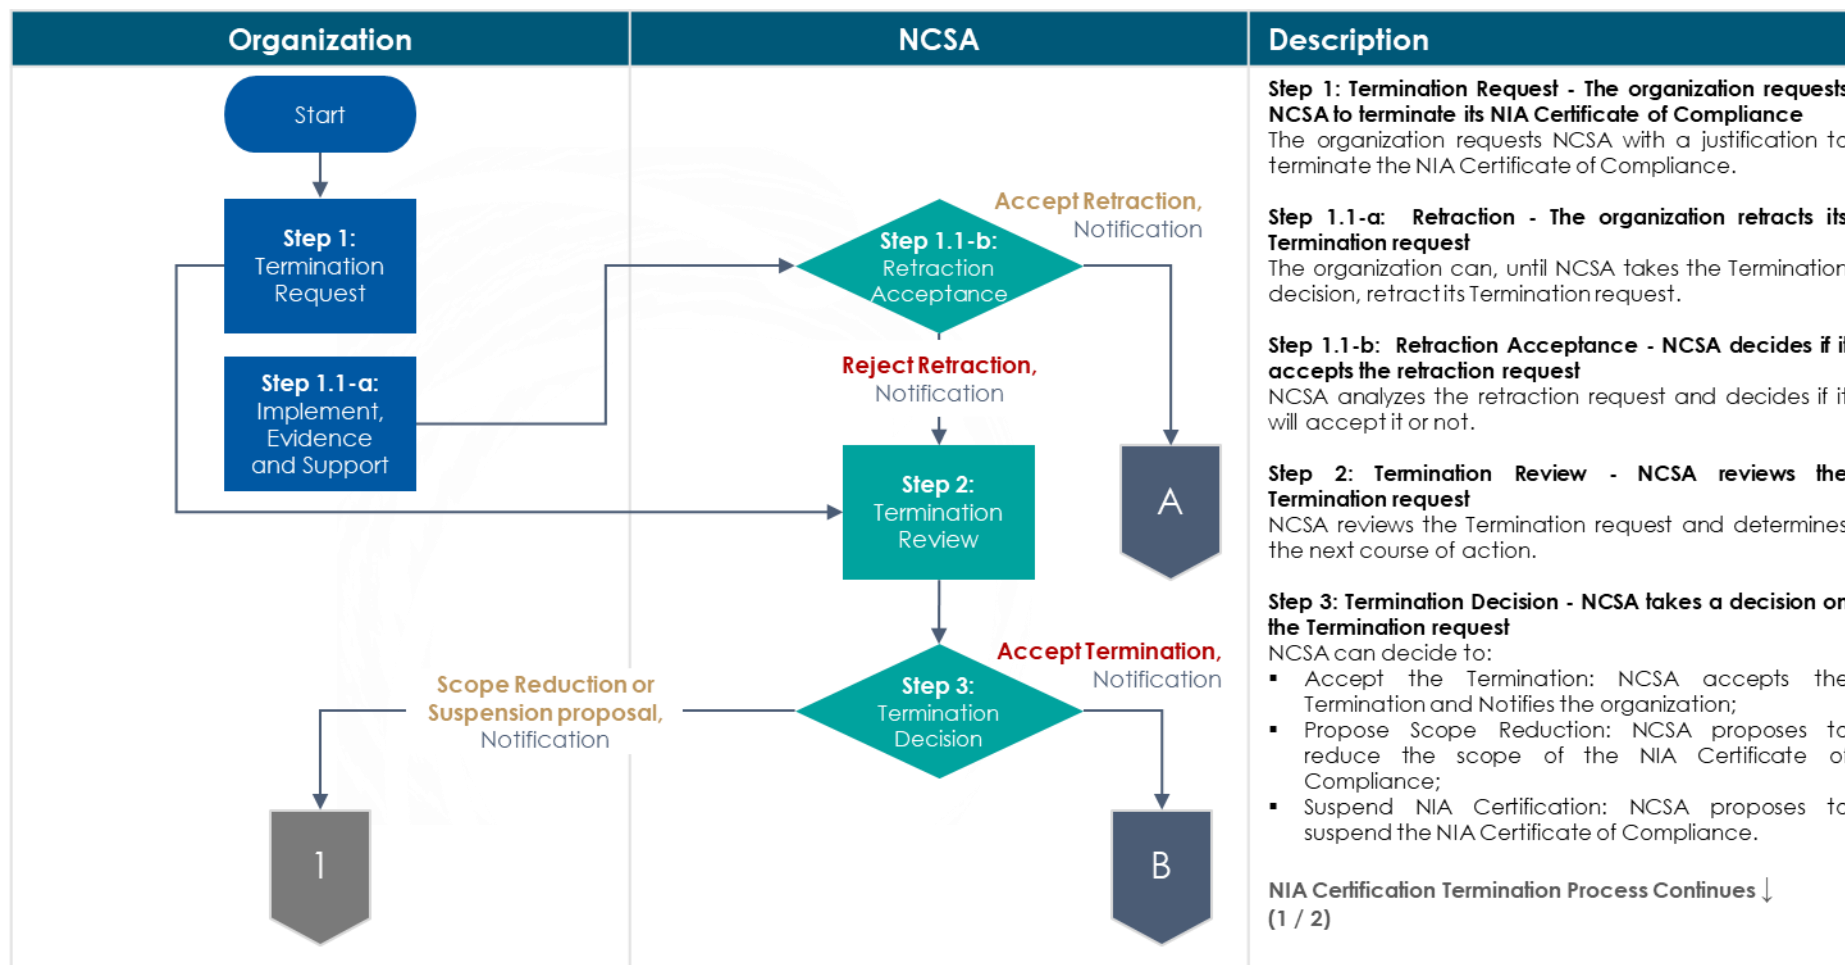 Organization
NCSA
Description
Start
Step 1:
Termination
Request
Step 1.1-a:
Implement,
Evidence
and Support
Accept Retraction,
Notification
Step 1.1-b:
Retraction
Acceptance
Reject Retraction,
Notification
A
Step 2:
Termination
Review
Accept Termination,
Notification
Step 3:
Termination
Decision
Scope Reduction or
Suspension proposal,
Notification
1
B
Step 1: Termination Request - The organization requests
NCSA to terminate its NIA Certificate of Compliance
The organization requests NCSA with a justification to
terminate the NIA Certificate of Compliance.
Step 1.1-a: Retraction - The organization retracts its
Termination request
The organization can, until NCSA takes the Termination
decision, retract its Termination request.
Step 1.1-b: Retraction Acceptance - NCSA decides if it
accepts the retraction request
NCSA analyzes the retraction request and decides if it
will accept it or not.
Step 2: Termination Review - NCSA reviews the
Termination request
NCSA reviews the Termination request and determines
the next course of action.
Step 3: Termination Decision - NCSA takes a decision on
the Termination request
NCSA can decide to:
▪ Accept the Termination: NCSA accepts the
Termination and Notifies the organization;
▪ Propose Scope Reduction: NCSA proposes to
reduce the scope of the NIA Certificate of
Compliance;
▪ Suspend NIA Certification: NCSA proposes to
suspend the NIA Certificate of Compliance.
NIA Certification Termination Process Continues ↓
(1 / 2)